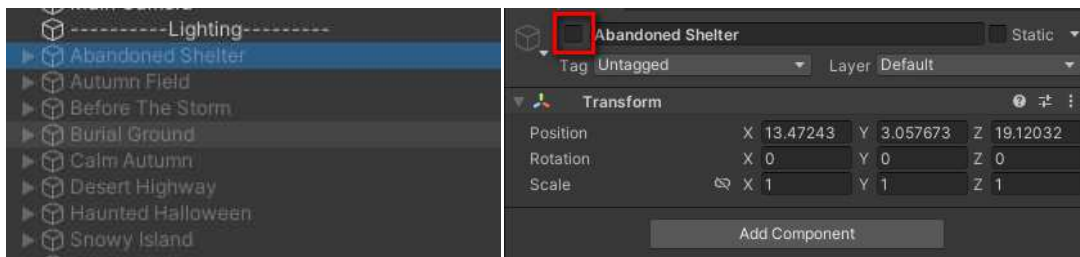 Main Camera
----------Lighting---------
Abandoned Shelter
Autumn Field
Before The Storm
Burial Ground
Calm Autumn
Desert Highway
Haunted Halloween
Snowy Island
Abandoned Shelter Static
Tag Untagged Layer Default
Transform
Position X 13.47243 Y 3.057673 Z 19.12032
Rotation X 0 Y 0 Z 0
Scale X 1 Y 1 Z 1
Add Component